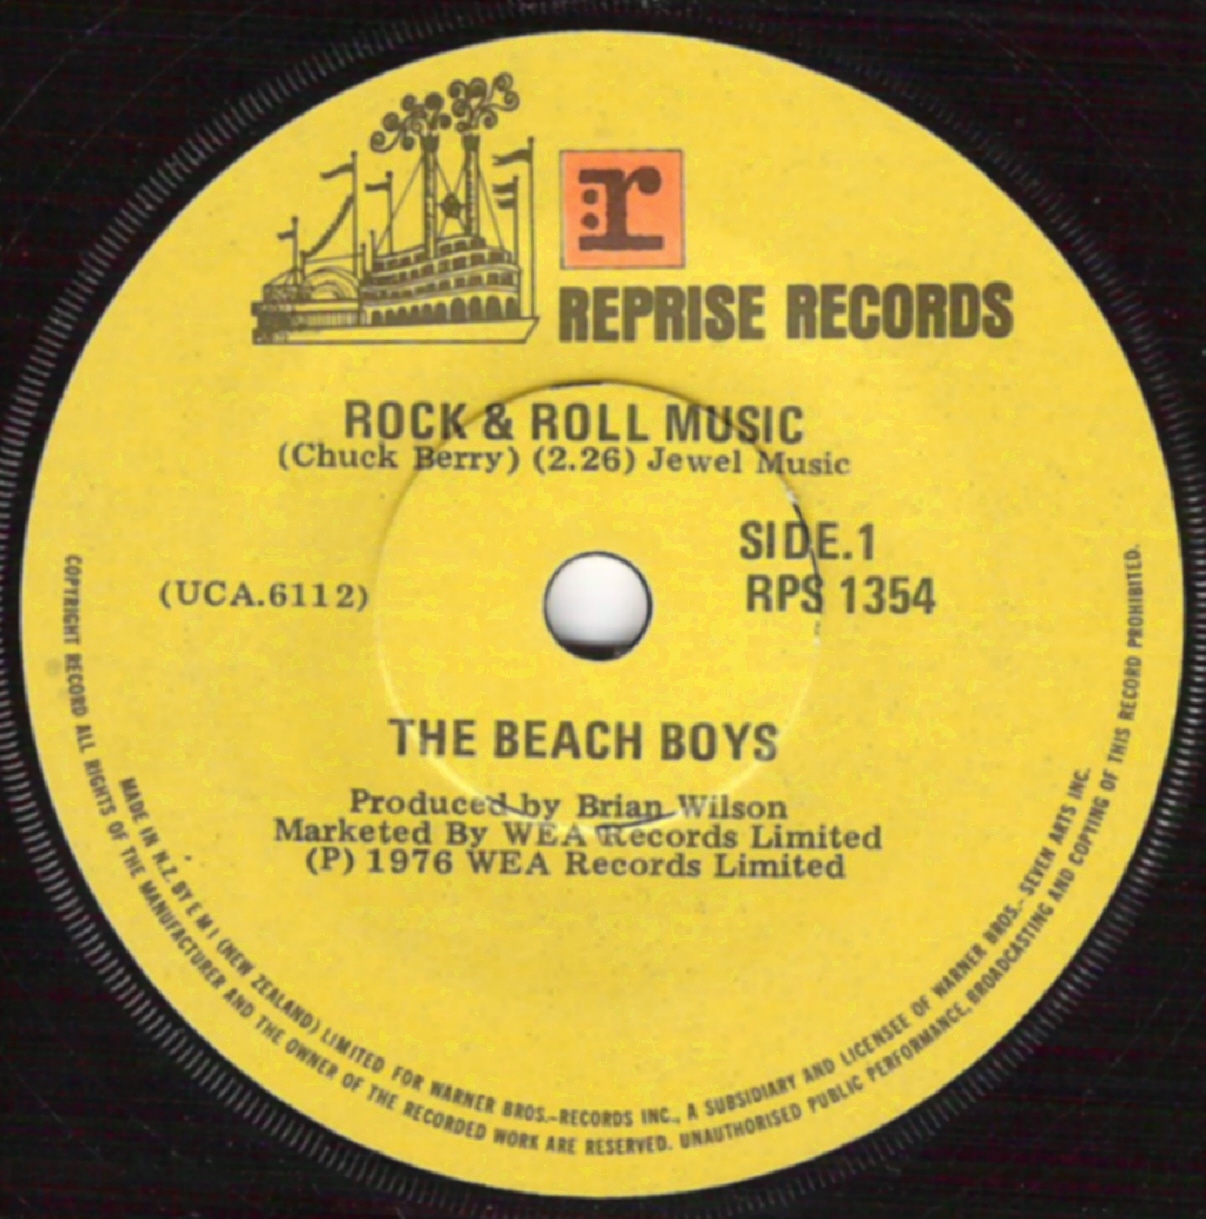 r
REPRISE RECORDS
ROCK & ROLL MUSIC
(Chuck Berry) (2.26) Jewel Music
SIDE.1
(UCA.6112)
RPS 1354
THE BEACH BOYS
Produced by Brian Wilson
Marketed By WEA Records Limited
(P) 1976 WEA Records Limited
MADE IN N.Z. BY E M I (NEW ZEALAND) LIMITED FOR WARNER BROS.-RECORDS INC., A SUBSIDIARY AND LICENSEE OF WARNER BROS.- SEVEN ARTS INC.
COPYRIGHT RECORD ALL RIGHTS OF THE MANUFACTURER AND THE OWNER OF THE RECORDED WORK ARE RESERVED. UNAUTHORISED PUBLIC PERFORMANCE, BROADCASTING AND COPYING OF THIS RECORD PROHIBITED.